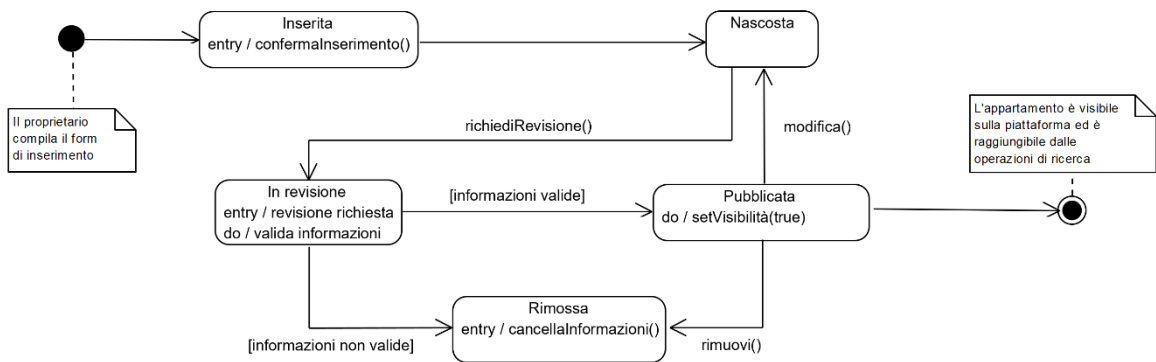 Inserita
entry / confermaInserimento()
Nascosta
Il proprietario
compila il form
di inserimento
L'appartamento è visibile
sulla piattaforma ed è
raggiungibile dalle
operazioni di ricerca
richiediRevisione()
modifica()
In revisione
entry / revisione richiesta
do / valida informazioni
[informazioni valide]
Pubblicata
do / setVisibilità(true)
Rimossa
entry / cancellaInformazioni()
[informazioni non valide]
rimuovi()